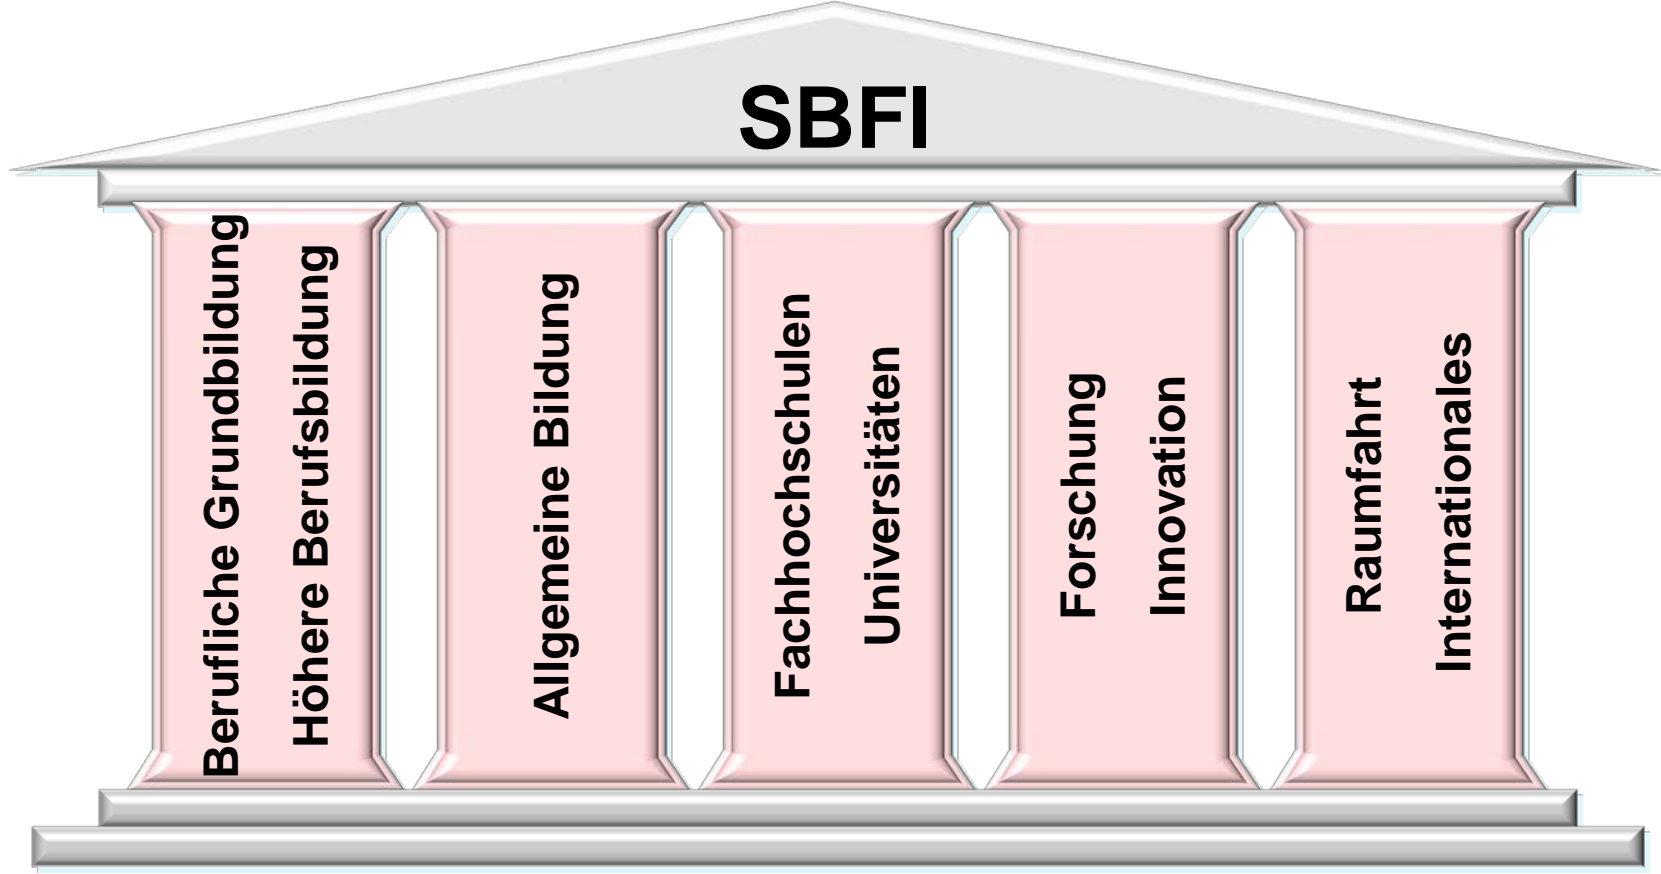 SBFI
Berufliche Grundbildung
Höhere Berufsbildung
Allgemeine Bildung
Fachhochschulen
Universitäten
Forschung
Innovation
Raumfahrt
Internationales